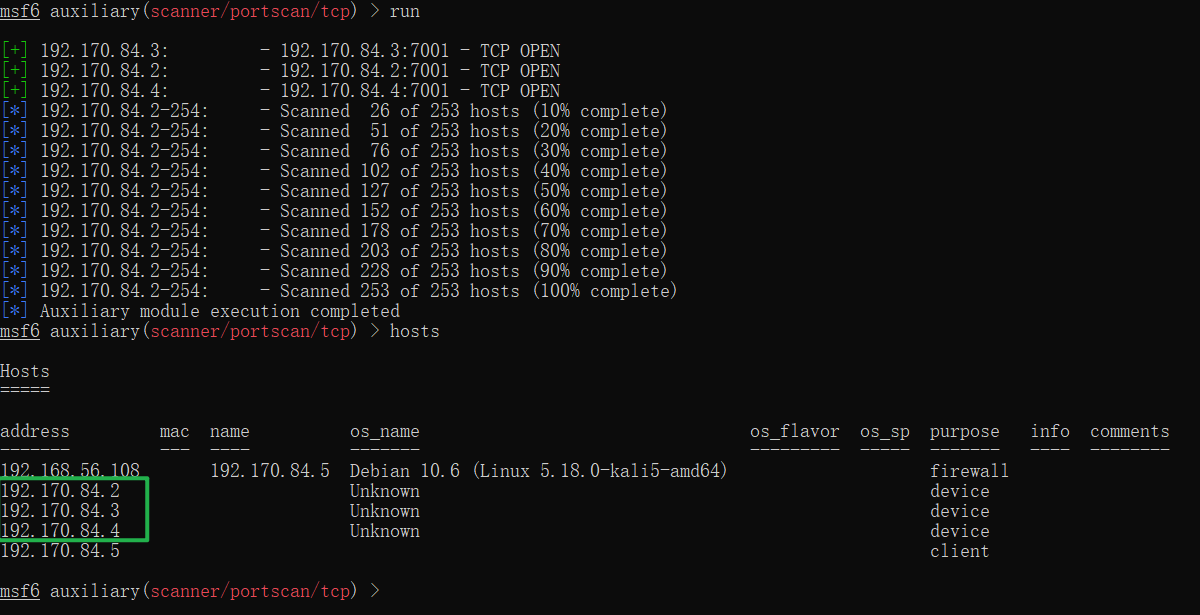 msf6 auxiliary(scanner/portscan/tcp) > run
[+] 192.170.84.3:         - 192.170.84.3:7001 - TCP OPEN
[+] 192.170.84.2:         - 192.170.84.2:7001 - TCP OPEN
[+] 192.170.84.4:         - 192.170.84.4:7001 - TCP OPEN
[*] 192.170.84.2-254:     - Scanned  26 of 253 hosts (10% complete)
[*] 192.170.84.2-254:     - Scanned  51 of 253 hosts (20% complete)
[*] 192.170.84.2-254:     - Scanned  76 of 253 hosts (30% complete)
[*] 192.170.84.2-254:     - Scanned 102 of 253 hosts (40% complete)
[*] 192.170.84.2-254:     - Scanned 127 of 253 hosts (50% complete)
[*] 192.170.84.2-254:     - Scanned 152 of 253 hosts (60% complete)
[*] 192.170.84.2-254:     - Scanned 178 of 253 hosts (70% complete)
[*] 192.170.84.2-254:     - Scanned 203 of 253 hosts (80% complete)
[*] 192.170.84.2-254:     - Scanned 228 of 253 hosts (90% complete)
[*] 192.170.84.2-254:     - Scanned 253 of 253 hosts (100% complete)
[*] Auxiliary module execution completed
msf6 auxiliary(scanner/portscan/tcp) > hosts
Hosts
=====
address         mac  name          os_name                                 os_flavor  os_sp  purpose   info  comments
-------         ---  ----          -------                                 ---------  -----  -------   ----  --------
192.168.56.108       192.170.84.5  Debian 10.6 (Linux 5.18.0-kali5-amd64)                    firewall
192.170.84.2                       Unknown                                                   device
192.170.84.3                       Unknown                                                   device
192.170.84.4                       Unknown                                                   device
192.170.84.5                                                                                 client
msf6 auxiliary(scanner/portscan/tcp) >